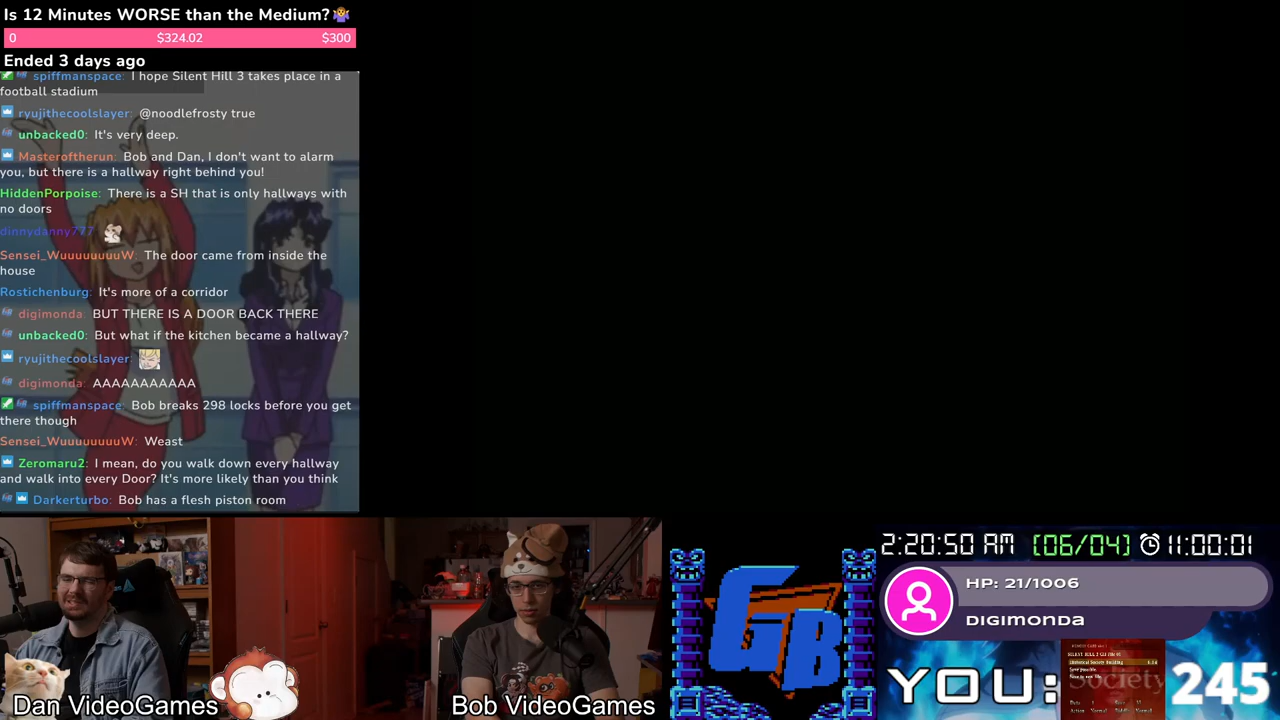 Is 12 Minutes WORSE than the Medium?🤷‍♀️
0 $324.02 $300
Ended 3 days ago
spiffmanspace: I hope Silent Hill 3 takes place in a
football stadium
ryujithecoolslayer: @noodlefrosty true
unbacked0: It's very deep.
Masteroftherun: Bob and Dan, I don't want to alarm
you, but there is a hallway right behind you!
HiddenPorpoise: There is a SH that is only hallways with
no doors
dinnydanny777
Sensei_WuuuuuuuuW: The door came from inside the
house
Rostichenburg: It's more of a corridor
digimonda: BUT THERE IS A DOOR BACK THERE
unbacked0: But what if the kitchen became a hallway?
ryujithecoolslayer:
digimonda: AAAAAAAAAAA
spiffmanspace: Bob breaks 298 locks before you get
there though
Sensei_WuuuuuuuuW: Weast
Zeromaru2: I mean, do you walk down every hallway
and walk into every Door? It's more likely than you think
Darkerturbo: Bob has a flesh piston room
Dan VideoGames
Bob VideoGames
GB
2:20:50 AM [06/04] ⏰ 11:00:01
HP: 21/1006
DIGIMONDA
YOU:
Historical Society Building
Society
245